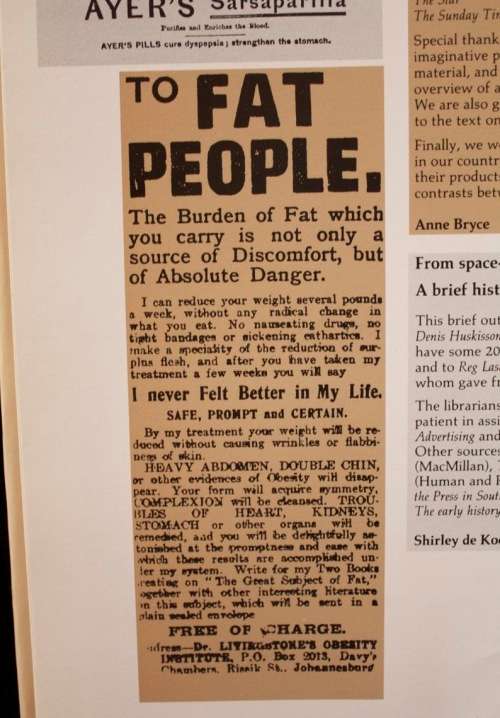 AYER'S Sarsaparilla
Purifies and Enriches the Blood.
AYER'S PILLS cure dyspepsia; strengthen the stomach.
TO FAT
PEOPLE.
The Burden of Fat which
you carry is not only a
source of Discomfort, but
of Absolute Danger.
I can reduce your weight several pounds
a week, without any radical change in
what you eat. No nauseating drugs, no
tight bandages or sickening cathartics. I
make a speciality of the reduction of sur-
plus flesh, and after you have taken my
treatment a few weeks you will say
I never Felt Better in My Life.
SAFE, PROMPT and CERTAIN.
By my treatment your weight will be re-
duced without causing wrinkles or flabbi-
ness of skin.
HEAVY ABDOMEN, DOUBLE CHIN,
or other evidences of Obesity will disap-
pear. Your form will acquire symmetry,
COMPLEXION will be cleansed. TROU-
BLES OF HEART, KIDNEYS,
STOMACH or other organs will be
remedied, and you will be delightfully as-
tonished at the promptness and ease with
which these results are accomplished un-
der my system. Write for my Two Books
reating on "The Great Subject of Fat,"
ogether with other interesting literature
on this subject, which will be sent in a
plain sealed envelope
FREE OF CHARGE.
dress—Dr. LIVINGSTONE'S OBESITY
INSTITUTE, P.O. Box 2013, Davy's
Chambers, Rissik St., Johannesburg
The Star
The Sunday Tim
Special thank
imaginative p
material, and
overview of a
We are also g
to the text on
Finally, we w
in our countr
their product
contrasts betw
Anne Bryce
From space-
A brief hist
This brief out
Denis Huskisson
have some 20
and to Reg Las
whom gave fr
The librarians
patient in assi
Advertising and
Other sources
(MacMillan),
(Human and R
the Press in Sout
The early history
Shirley de Koc